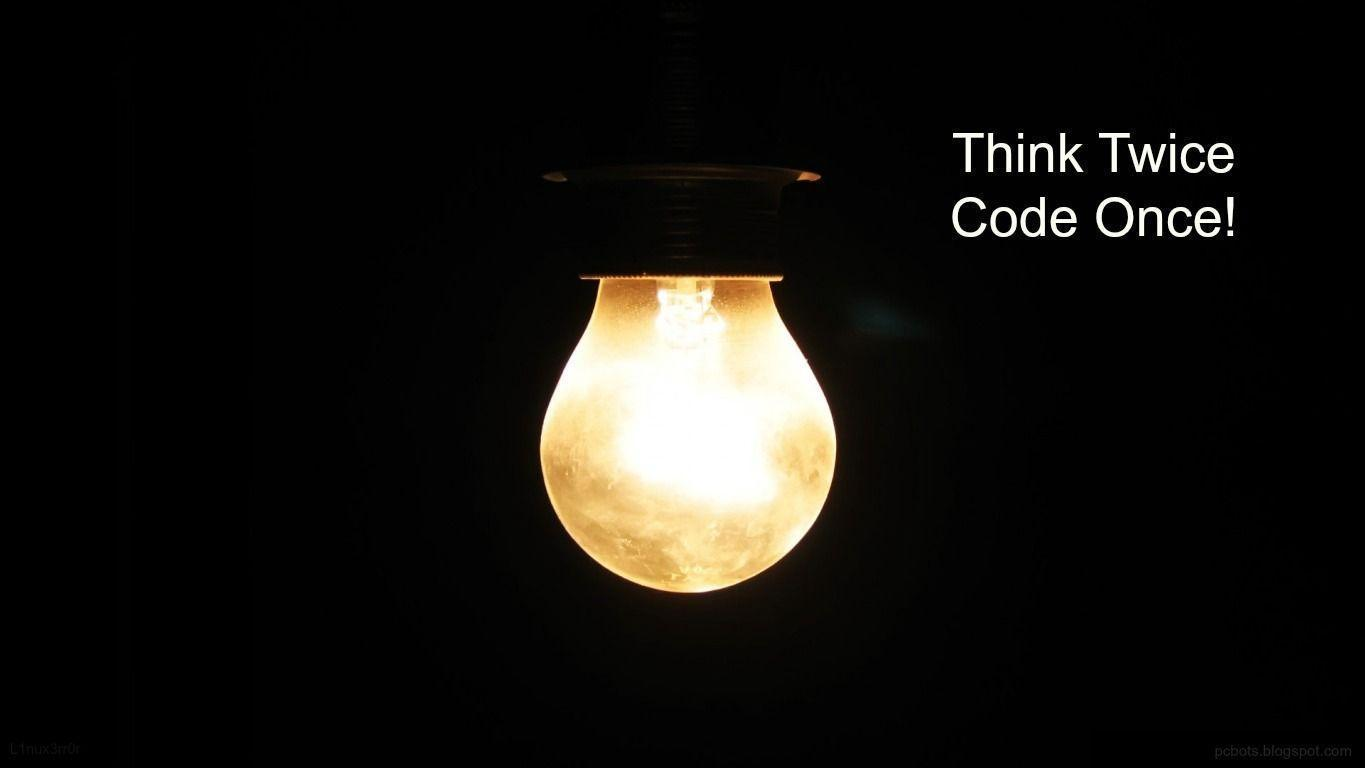 Think Twice
Code Once!
L1nux3rr0r
pcbots.blogspot.com